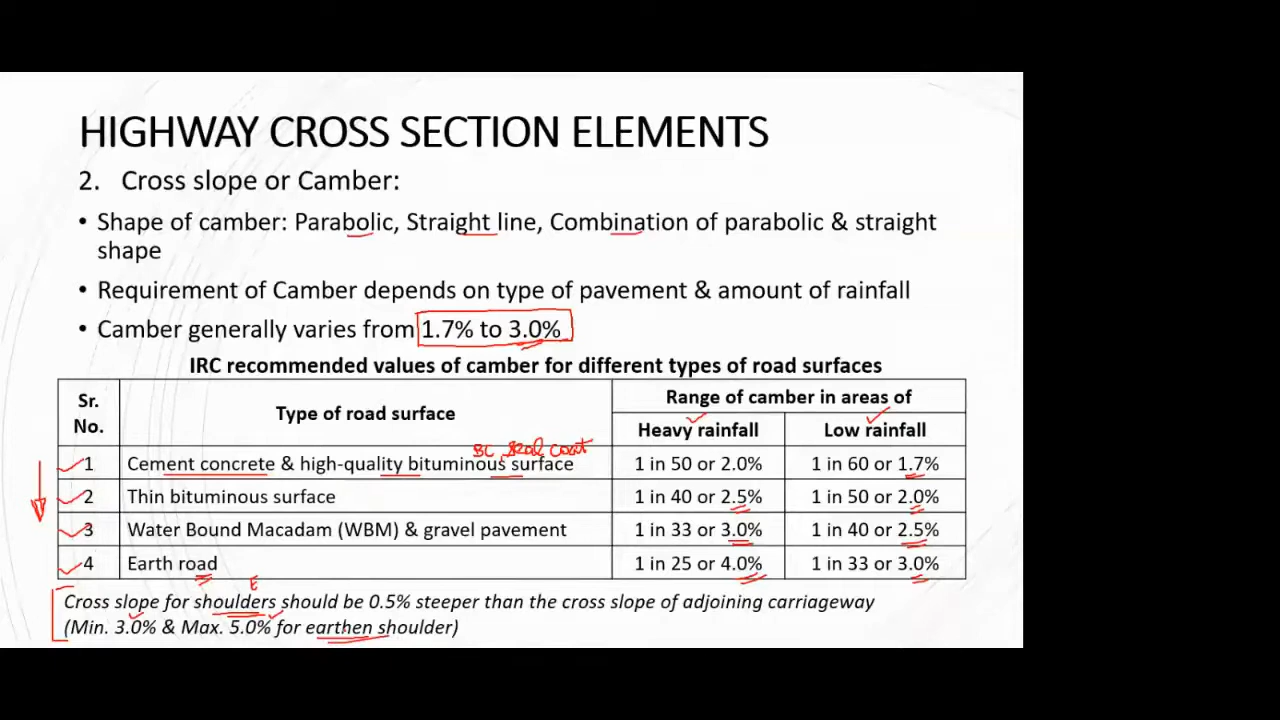 HIGHWAY CROSS SECTION ELEMENTS
2. Cross slope or Camber:
• Shape of camber: Parabolic, Straight line, Combination of parabolic & straight
shape
• Requirement of Camber depends on type of pavement & amount of rainfall
• Camber generally varies from 1.7% to 3.0%
IRC recommended values of camber for different types of road surfaces
Sr. No. Type of road surface Range of camber in areas of
Heavy rainfall Low rainfall
BC, Seal coat
1 Cement concrete & high-quality bituminous surface 1 in 50 or 2.0% 1 in 60 or 1.7%
2 Thin bituminous surface 1 in 40 or 2.5% 1 in 50 or 2.0%
3 Water Bound Macadam (WBM) & gravel pavement 1 in 33 or 3.0% 1 in 40 or 2.5%
4 Earth road 1 in 25 or 4.0% 1 in 33 or 3.0%
E
Cross slope for shoulders should be 0.5% steeper than the cross slope of adjoining carriageway
(Min. 3.0% & Max. 5.0% for earthen shoulder)